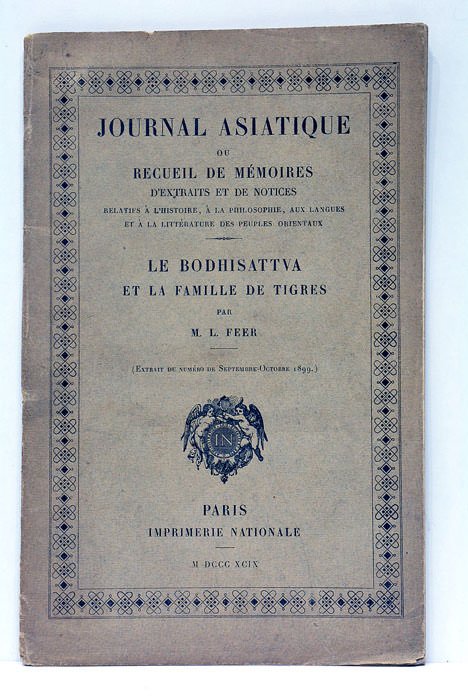 JOURNAL ASIATIQUE
OU
RECUEIL DE MÉMOIRES
D'EXTRAITS ET DE NOTICES
RELATIFS À L'HISTOIRE, À LA PHILOSOPHIE, AUX LANGUES
ET À LA LITTÉRATURE DES PEUPLES ORIENTAUX
LE BODHISATTVA
ET LA FAMILLE DE TIGRES
PAR
M. L. FEER
(EXTRAIT DU NUMÉRO DE SEPTEMBRE-OCTOBRE 1899.)
IN
PARIS
IMPRIMERIE NATIONALE
M DCCC XCIX